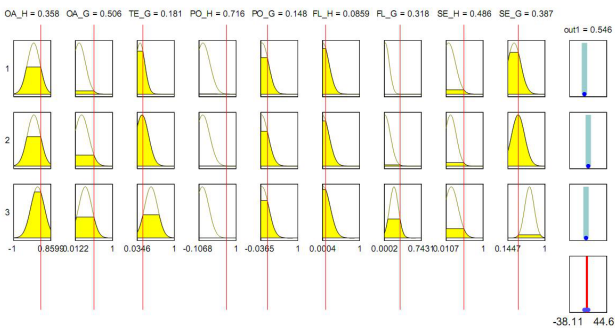 OA_H = 0.358 OA_G = 0.506 TE_G = 0.181 PO_H = 0.716 PO_G = 0.148 FL_H = 0.0859 FL_G = 0.318 SE_H = 0.486 SE_G = 0.387
out1 = 0.546
1
2
3
-1 0.8599 0.0122 1 0.0346 1 -0.1068 1 -0.0365 1 0.0004 1 0.0002 0.7431 0.0107 1 0.1447 1
-38.11 44.6